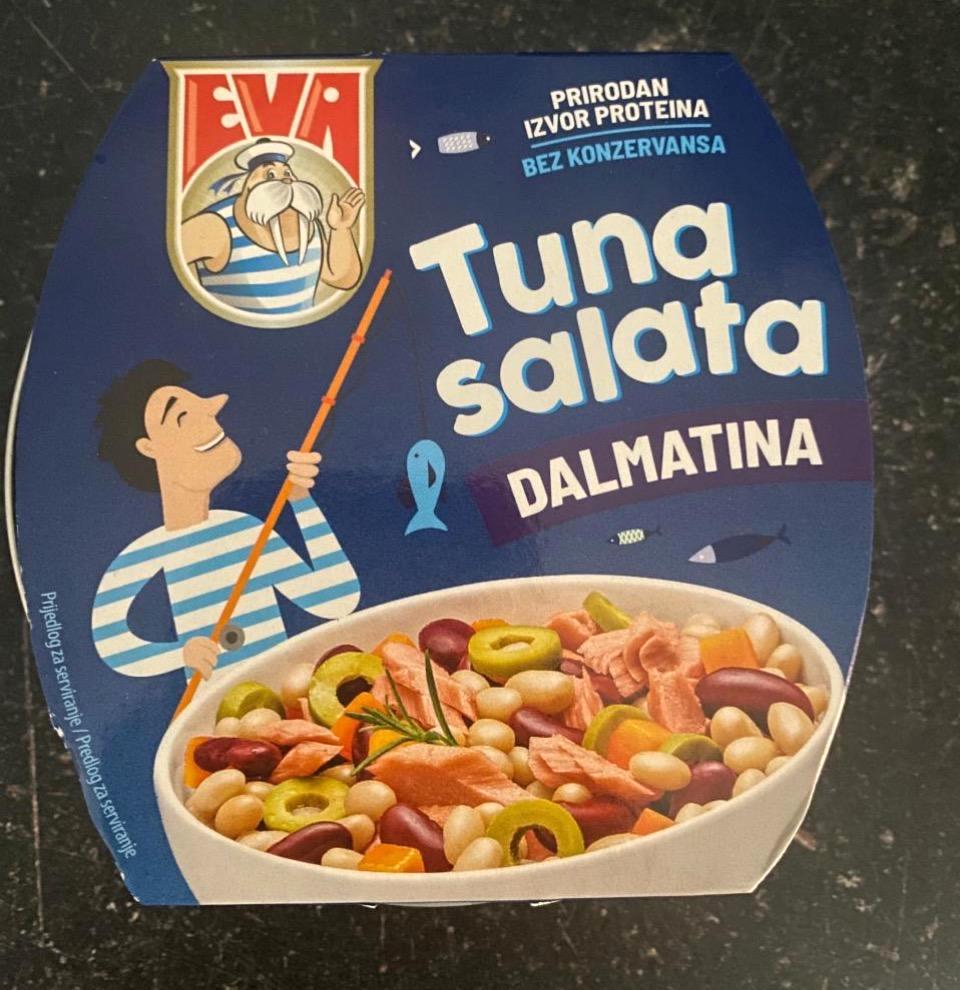 EVA
PRIRODAN
IZVOR PROTEINA
BEZ KONZERVANSA
Tuna
salata
DALMATINA
Prijedlog za serviranje / Predlog za serviranje